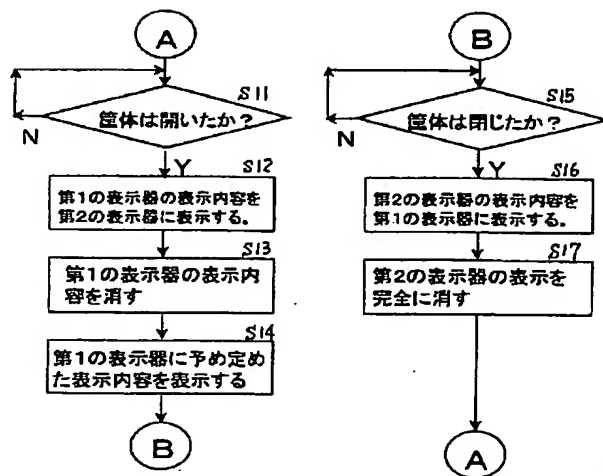 A
S11
筐体は開いたか？
N
Y
S12
第1の表示器の表示内容を
第2の表示器に表示する。
S13
第1の表示器の表示内
容を消す
S14
第1の表示器に予め定め
た表示内容を表示する
B
B
S15
筐体は閉じたか？
N
Y
S16
第2の表示器の表示内容を
第1の表示器に表示する。
S17
第2の表示器の表示を
完全に消す
A